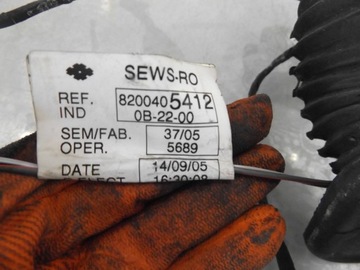 SEWS-RO
REF. 8200405412
IND 0B-22-00
SEM/FAB. 37/05
OPER. 5689
DATE 14/09/05
16:20:08